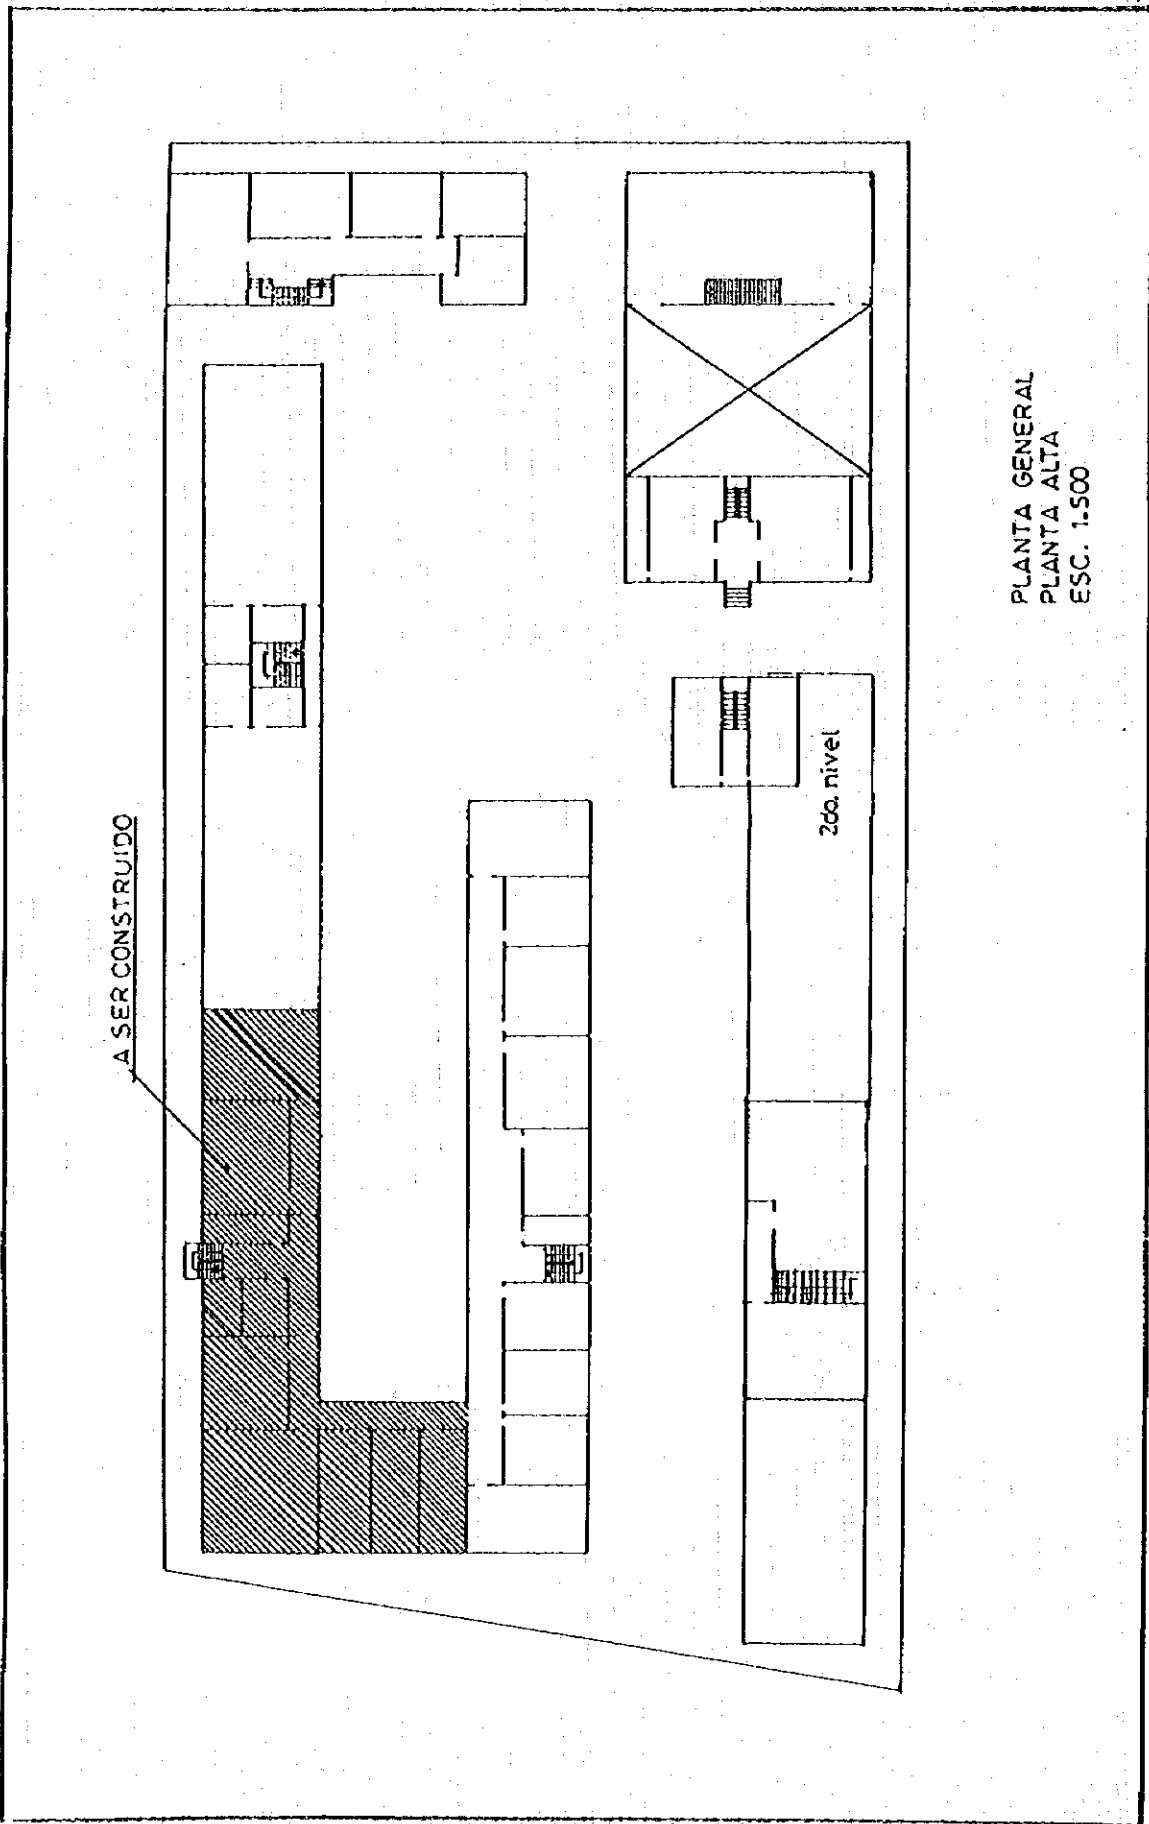 A SER CONSTRUIDO
2do. nivel
PLANTA GENERAL
PLANTA ALTA
ESC. 1.500